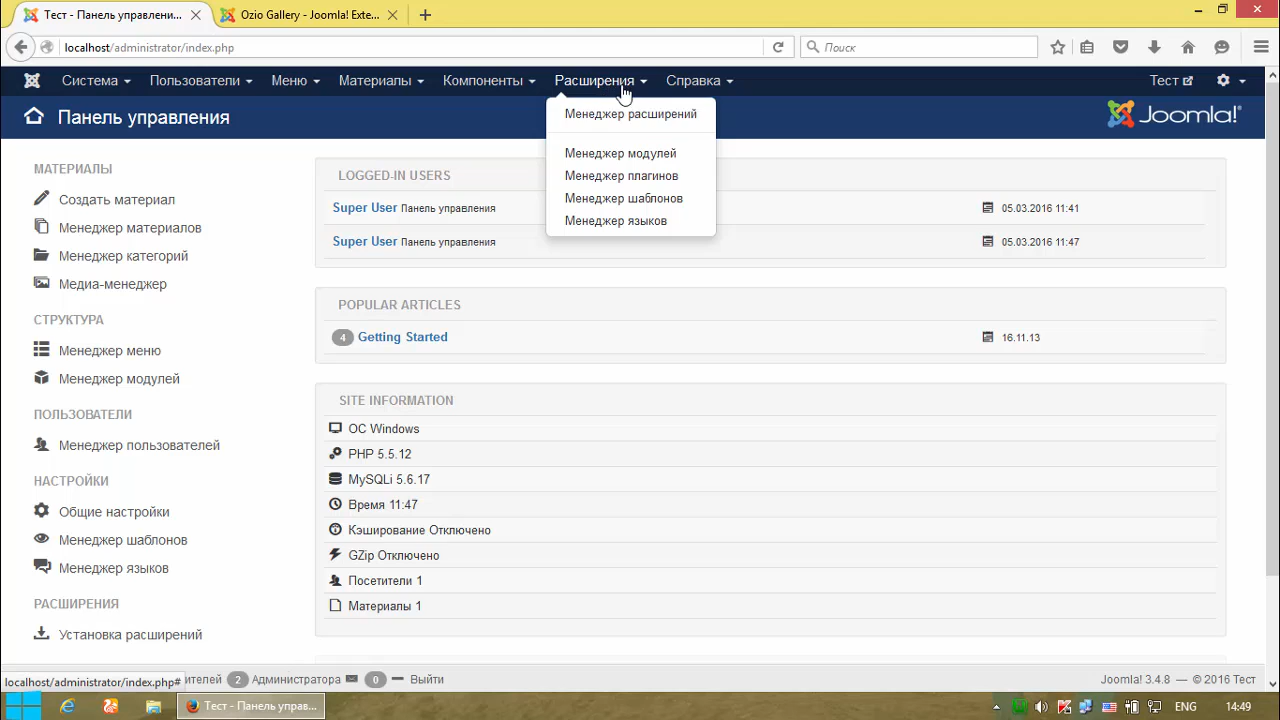 Тест - Панель управлени...
Ozio Gallery - Joomla! Exte...
localhost/administrator/index.php
Поиск
Система
Пользователи
Меню
Материалы
Компоненты
Расширения
Справка
Тест
Панель управления
Joomla!
Менеджер расширений
Менеджер модулей
Менеджер плагинов
Менеджер шаблонов
Менеджер языков
МАТЕРИАЛЫ
Создать материал
Менеджер материалов
Менеджер категорий
Медиа-менеджер
СТРУКТУРА
Менеджер меню
Менеджер модулей
ПОЛЬЗОВАТЕЛИ
Менеджер пользователей
НАСТРОЙКИ
Общие настройки
Менеджер шаблонов
Менеджер языков
РАСШИРЕНИЯ
Установка расширений
LOGGED-IN USERS
Super User Панель управления 05.03.2016 11:41
Super User Панель управления 05.03.2016 11:47
POPULAR ARTICLES
4 Getting Started 16.11.13
SITE INFORMATION
ОС Windows
PHP 5.5.12
MySQLi 5.6.17
Время 11:47
Кэширование Отключено
GZip Отключено
Посетители 1
Материалы 1
localhost/administrator/index.php#
ителей 2 Администратора 0 Выйти
Joomla! 3.4.8 — © 2016 Тест
Тест - Панель управ...
ENG 14:49